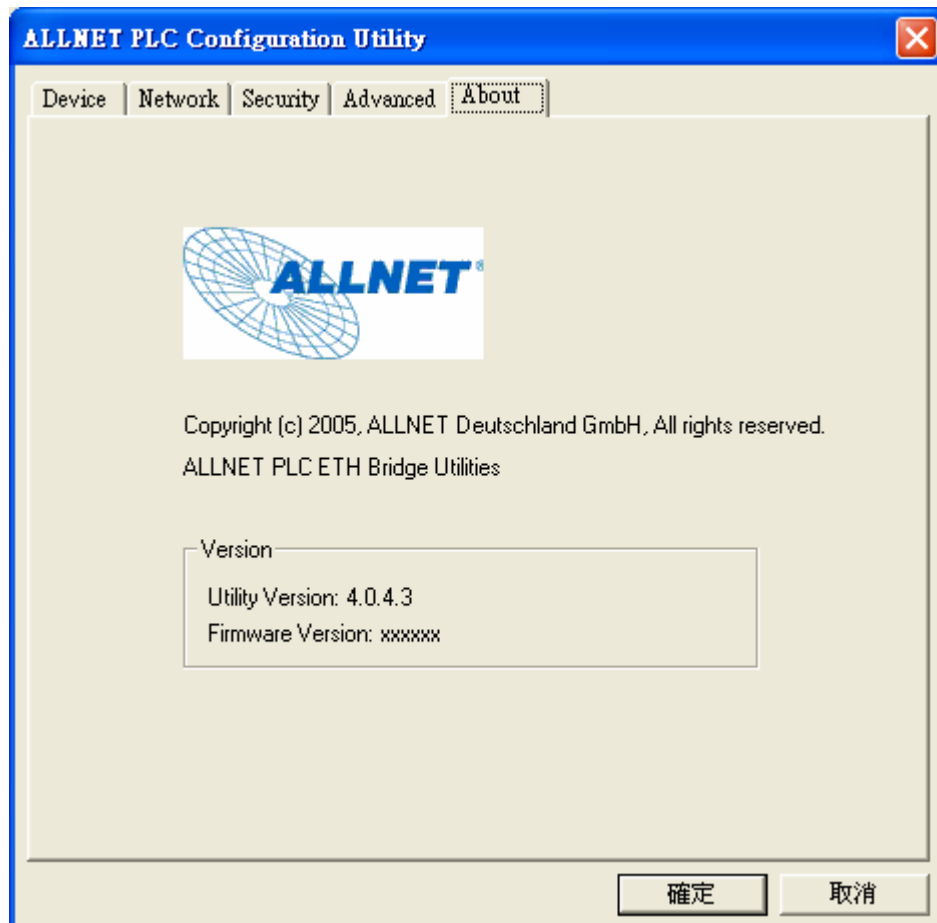 ALLNET PLC Configuration Utility
Device Network Security Advanced About
ALLNET®
Copyright (c) 2005, ALLNET Deutschland GmbH, All rights reserved.
ALLNET PLC ETH Bridge Utilities
Version
Utility Version: 4.0.4.3
Firmware Version: xxxxxx
確定 取消